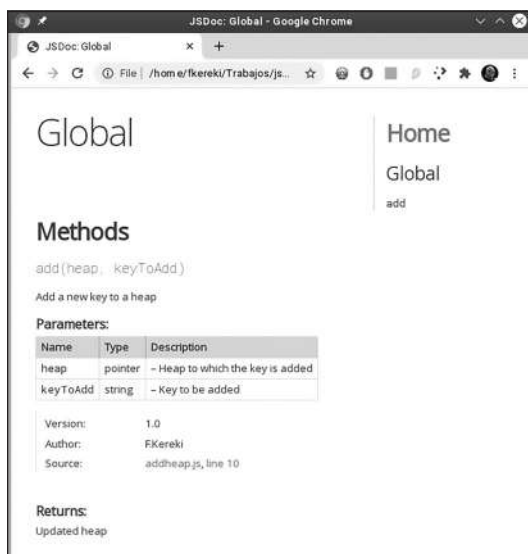 JSDoc: Global - Google Chrome
JSDoc: Global × +
File /home/fkereki/Trabajos/js...
Global
Home
Global
add
Methods
add(heap, keyToAdd)
Add a new key to a heap
Parameters:
Name Type Description
heap pointer – Heap to which the key is added
keyToAdd string – Key to be added
Version: 1.0
Author: F.Kereki
Source: addheap.js, line 10
Returns:
Updated heap